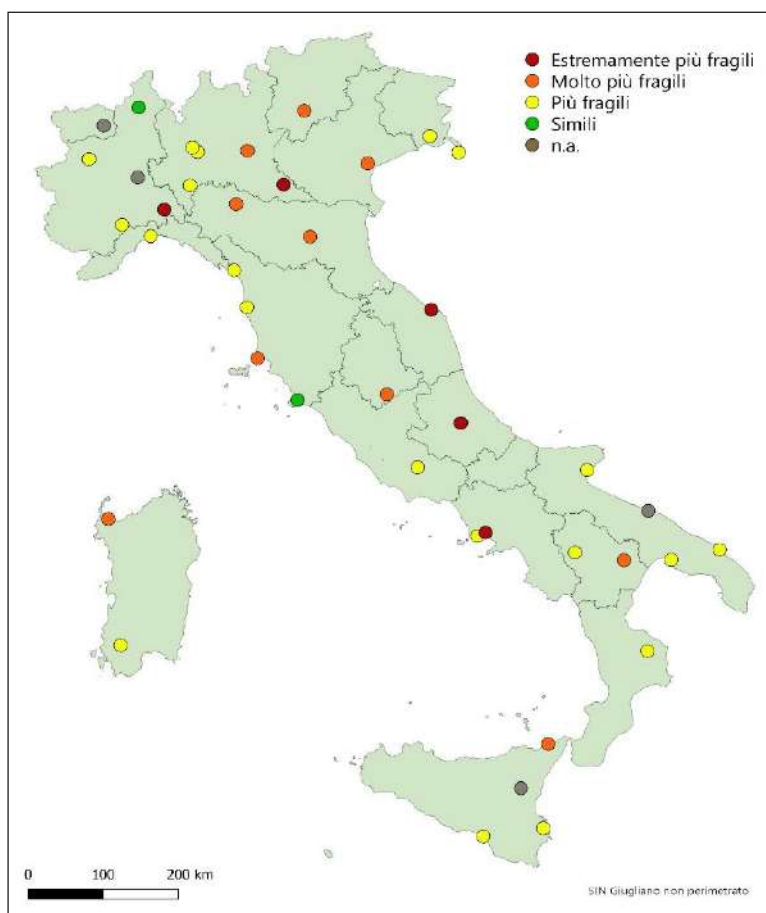 Estremamente più fragili
Molto più fragili
Più fragili
Simili
n.a.
0 100 200 km
SIN Giugliano non perimetrato